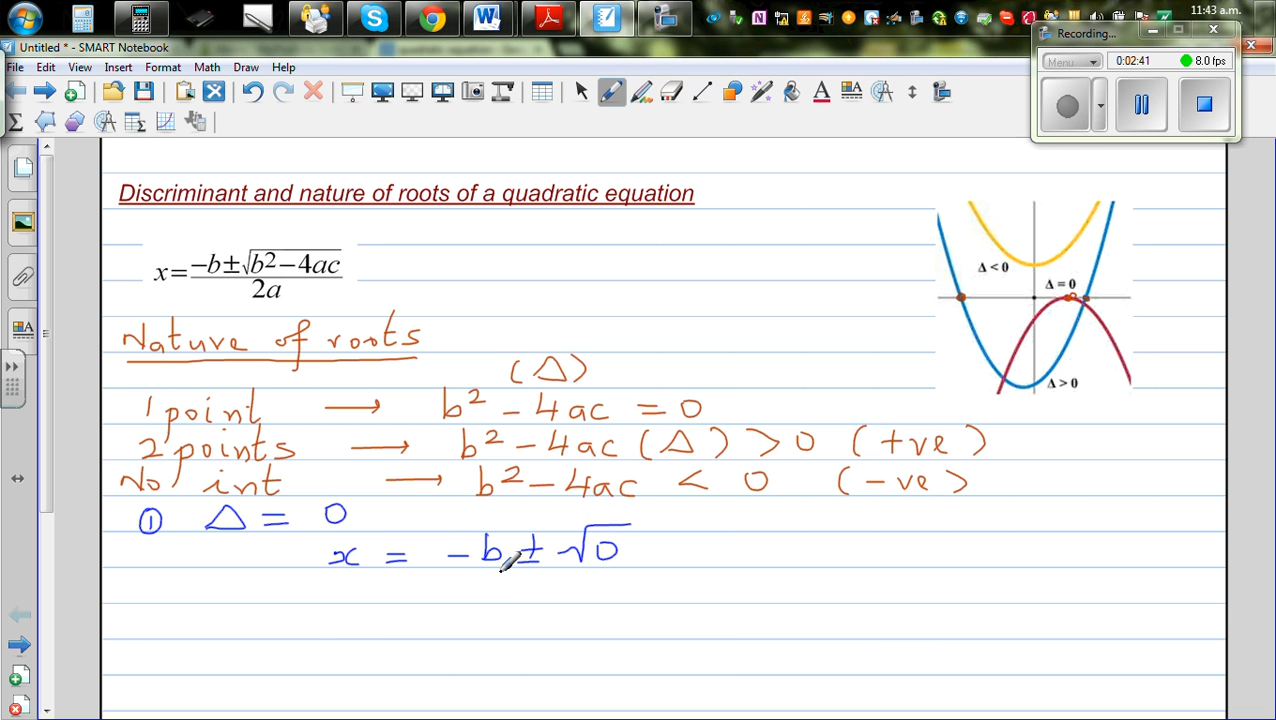 11:43 a.m.
Recording...
Untitled * - SMART Notebook
Menu
0:02:41
8.0 fps
File Edit View Insert Format Math Draw Help
Discriminant and nature of roots of a quadratic equation
x = −b±√b2−4ac
2a
Nature of roots
(Δ)
1 point → b² − 4ac = 0
2 points → b² − 4ac (Δ) > 0 (+ve)
No int → b² − 4ac < 0 (−ve)
① Δ = 0
x = −b ± √0
Δ < 0
Δ = 0
Δ > 0